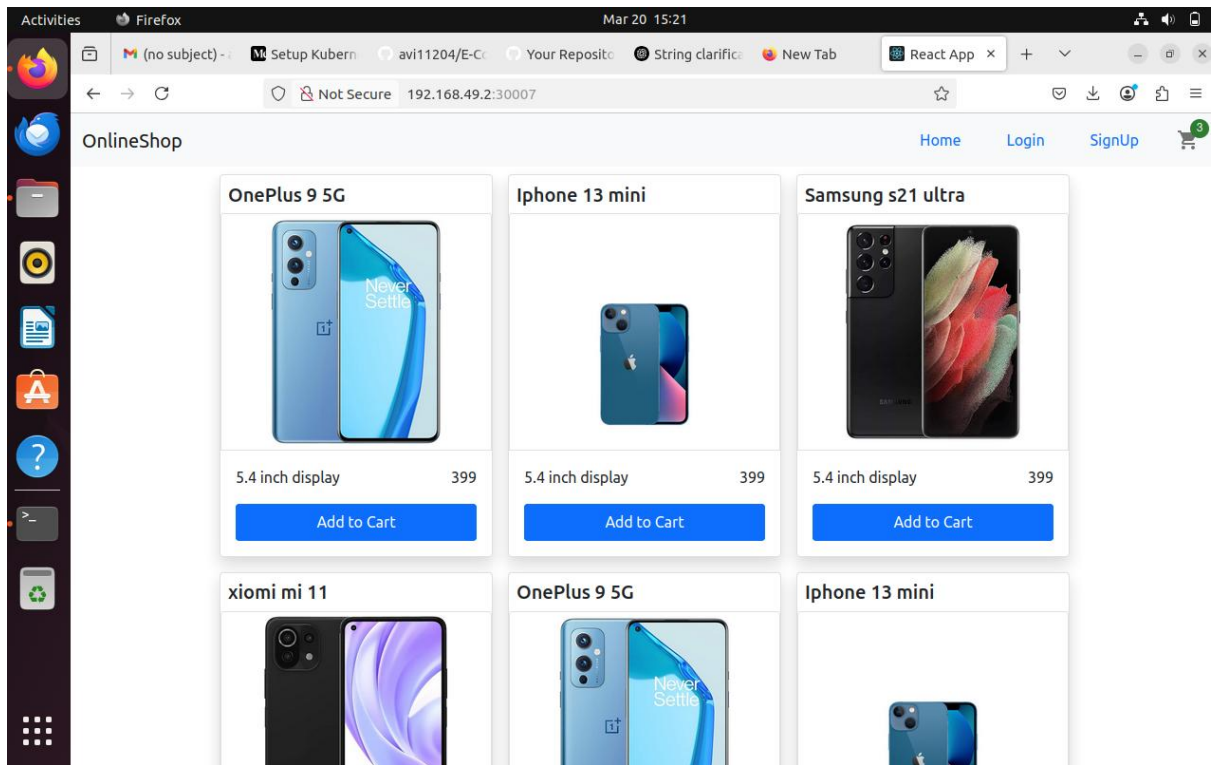 Activities Firefox Mar 20 15:21
(no subject) - Setup Kubern avi11204/E-Co Your Reposito String clarifica New Tab React App
Not Secure 192.168.49.2:30007
OnlineShop Home Login SignUp 3
OnePlus 9 5G Iphone 13 mini Samsung s21 ultra
Never
Settle
SAMSUNG
5.4 inch display 399 5.4 inch display 399 5.4 inch display 399
Add to Cart Add to Cart Add to Cart
xiomi mi 11 OnePlus 9 5G Iphone 13 mini
Never
Settle